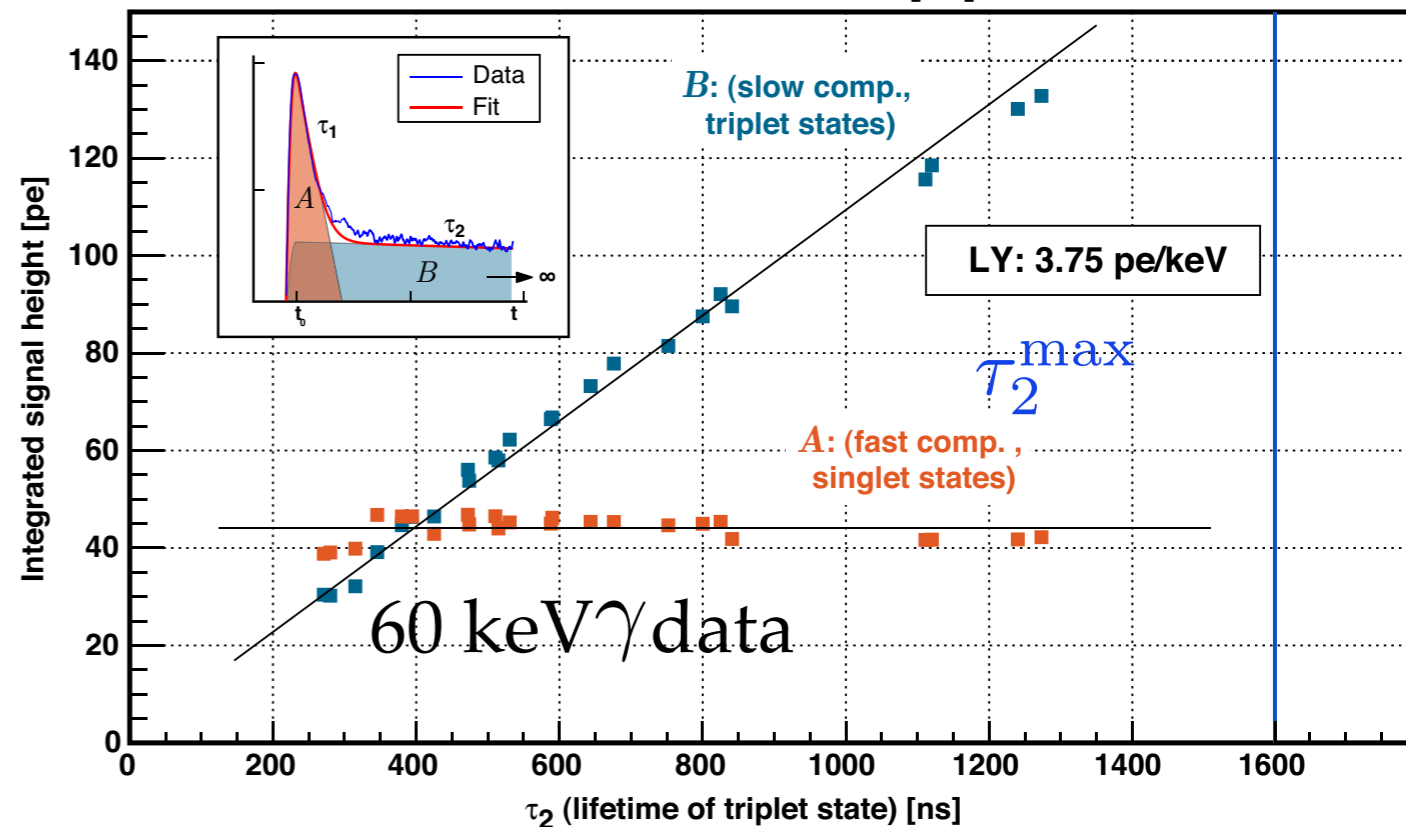 140
120
100
80
60
40
20
0
Integrated signal height [pe]
Data
Fit
τ1
A
τ2
B
∞
t0
t
B: (slow comp.,
triplet states)
LY: 3.75 pe/keV
τ2max
A: (fast comp. ,
singlet states)
60 keVγdata
0 200 400 600 800 1000 1200 1400 1600
τ2 (lifetime of triplet state) [ns]